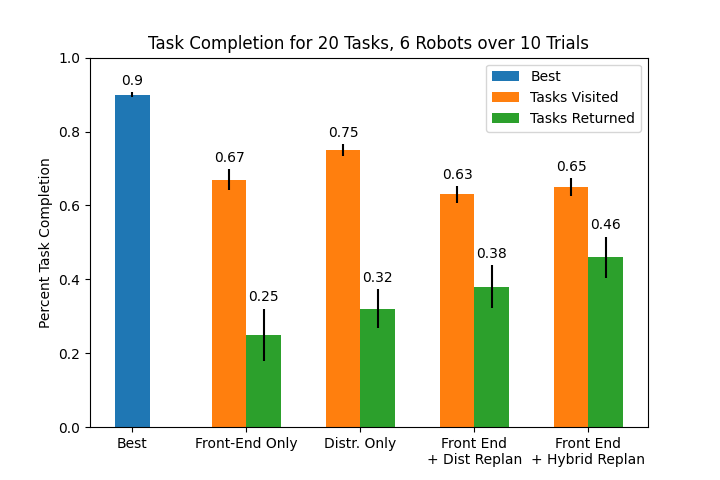 Task Completion for 20 Tasks, 6 Robots over 10 Trials
Percent Task Completion
1.0
0.8
0.6
0.4
0.2
0.0
Best
Tasks Visited
Tasks Returned
0.9
0.67
0.25
0.75
0.32
0.63
0.38
0.65
0.46
Best
Front-End Only
Distr. Only
Front End
+ Dist Replan
Front End
+ Hybrid Replan